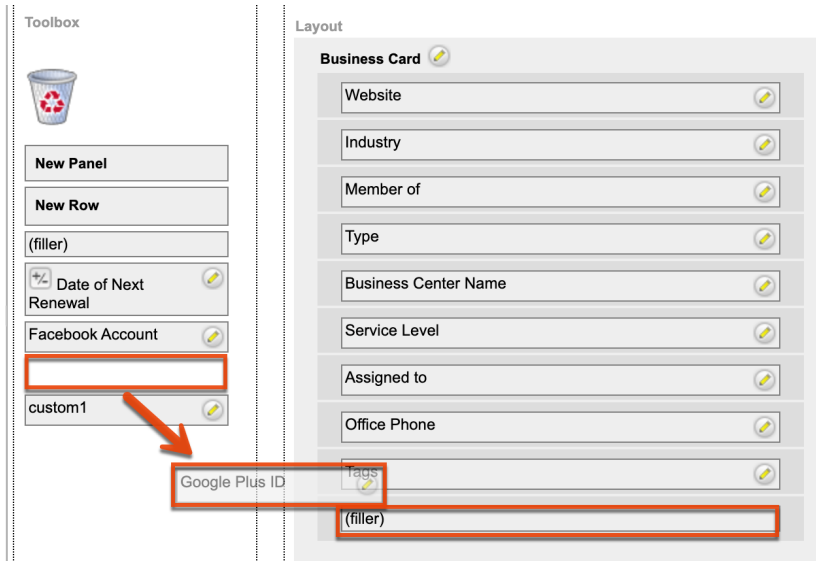 Toolbox
New Panel
New Row
(filler)
+/- Date of Next
Renewal
Facebook Account
custom1
Google Plus ID
Layout
Business Card
Website
Industry
Member of
Type
Business Center Name
Service Level
Assigned to
Office Phone
Tags
(filler)